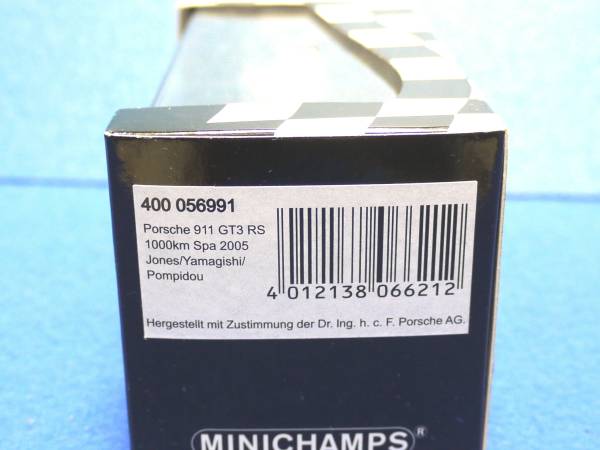 400 056991
Porsche 911 GT3 RS
1000km Spa 2005
Jones/Yamagishi/
Pompidou
4 012138 066212
Hergestellt mit Zustimmung der Dr. Ing. h. c. F. Porsche AG.
MINICHAMPS®